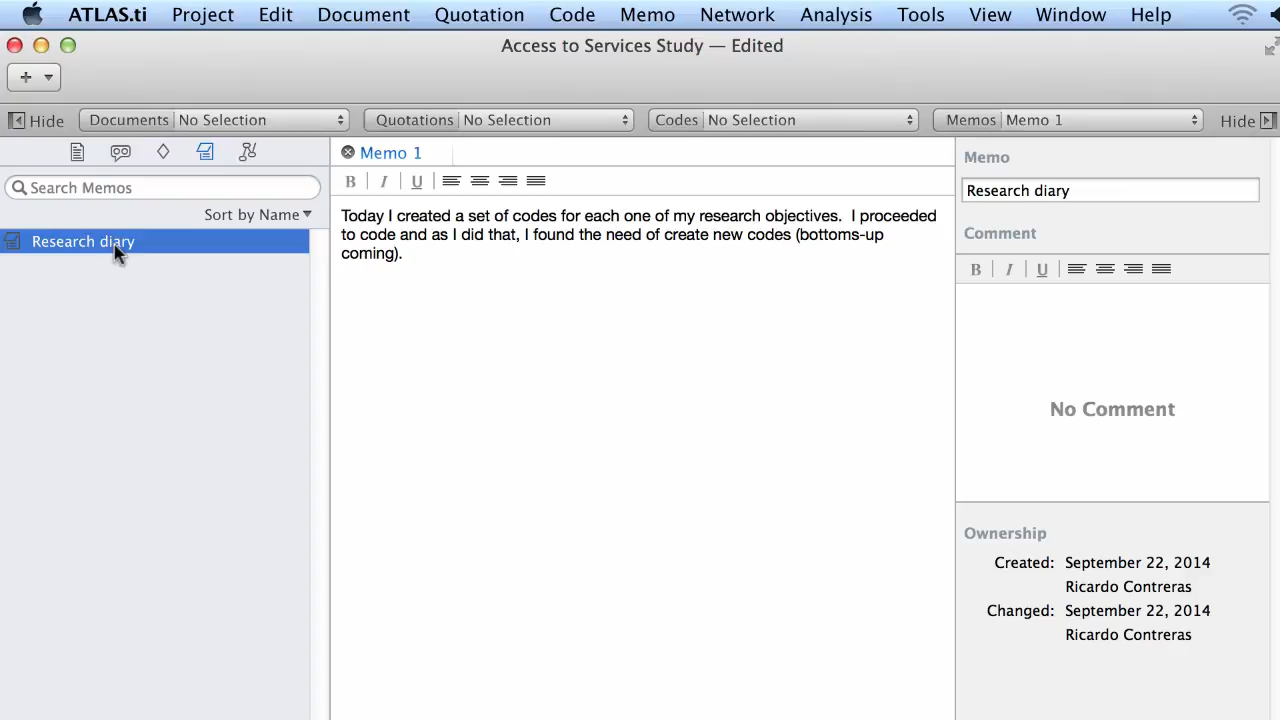 ATLAS.ti Project Edit Document Quotation Code Memo Network Analysis Tools View Window Help
Access to Services Study — Edited
Hide Documents No Selection Quotations No Selection Codes No Selection Memos Memo 1 Hide
Search Memos
Sort by Name
Research diary
Memo 1
B I U
Today I created a set of codes for each one of my research objectives.  I proceeded
to code and as I did that, I found the need of create new codes (bottoms-up
coming).
Memo
Research diary
Comment
B I U
No Comment
Ownership
Created: September 22, 2014
Ricardo Contreras
Changed: September 22, 2014
Ricardo Contreras